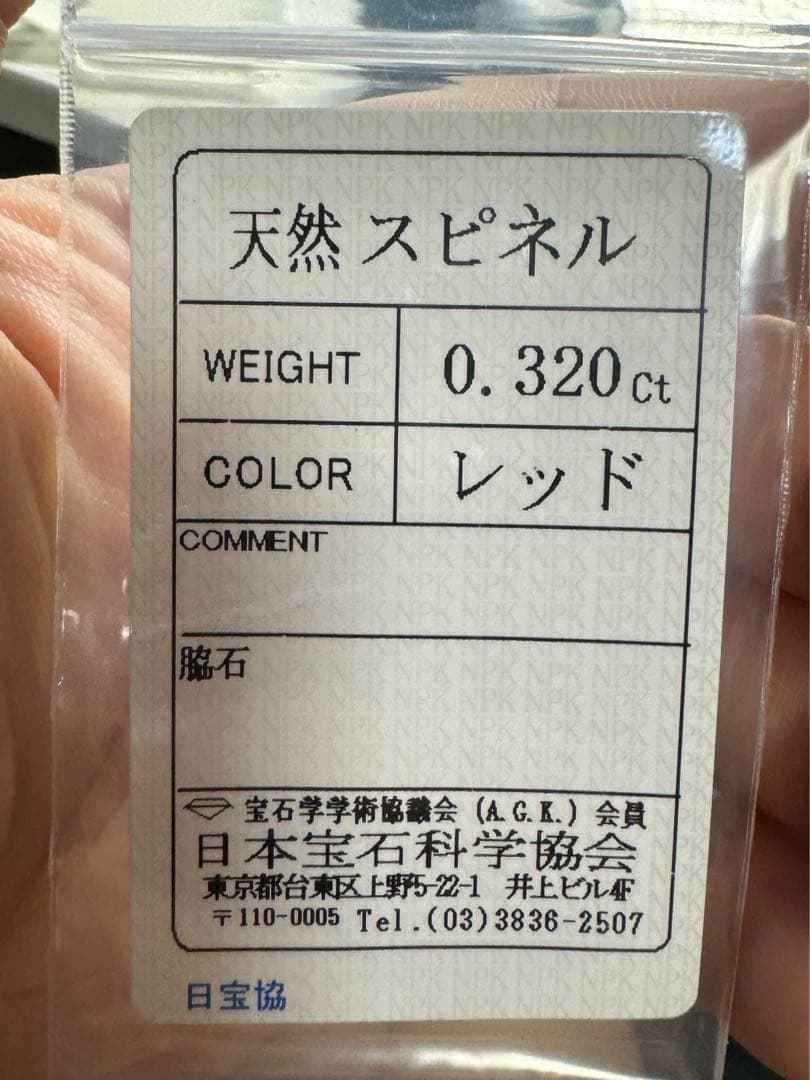 天然 スピネル
WEIGHT 0.320 Ct
COLOR レッド
COMMENT
脇石
宝石学学術協議会 (A.G.K.) 会員
日本宝石科学協会
東京都台東区上野5-22-1 井上ビル4F
〒110-0005 Tel.(03)3836-2507
日宝協